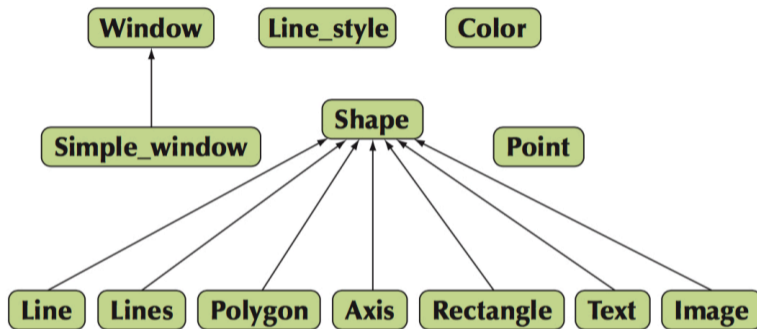 Window Line_style Color
Shape
Simple_window Point
Line Lines Polygon Axis Rectangle Text Image